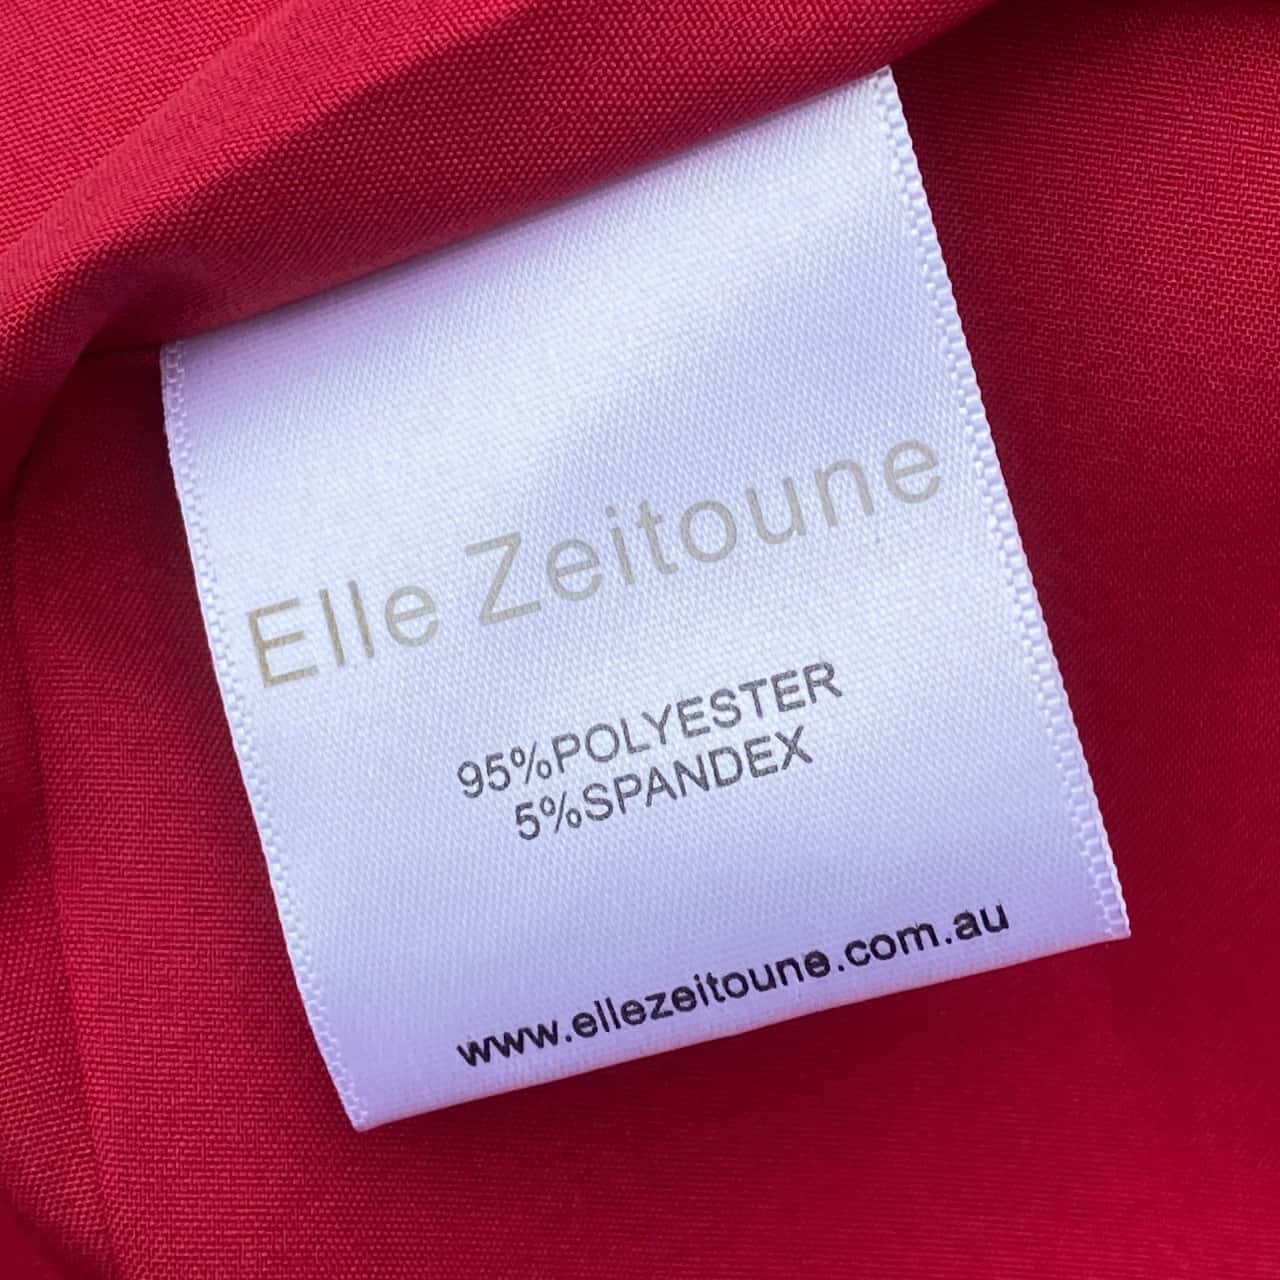 Elle Zeitoune
95%POLYESTER
5%SPANDEX
www.ellezeitoune.com.au